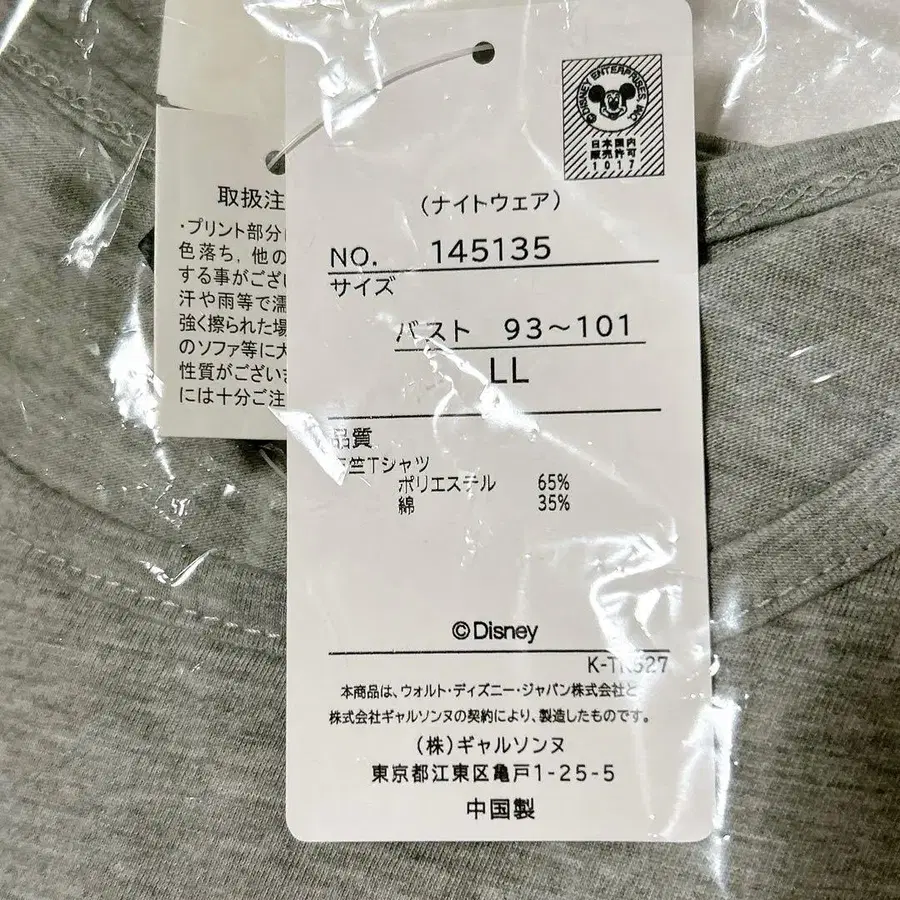 ©DISNEY ENTERPRISES, INC.
日本国内
販売許可
1017
(ナイトウェア)
NO. 145135
サイズ
バスト 93~101
LL
品質
竺Tシャツ
ポリエステル 65%
綿 35%
©Disney
本商品は、ウォルト・ディズニー・ジャパン株式会社と
株式会社ギャルソンヌの契約により、製造したものです。
(株)ギャルソンヌ
東京都江東区亀戸1-25-5
中国製
取扱注
・プリント部分
色落ち,他の
する事がござい
汗や雨等で濡
強く擦られた場
のソファ等に
性質がござい
には十分ご注